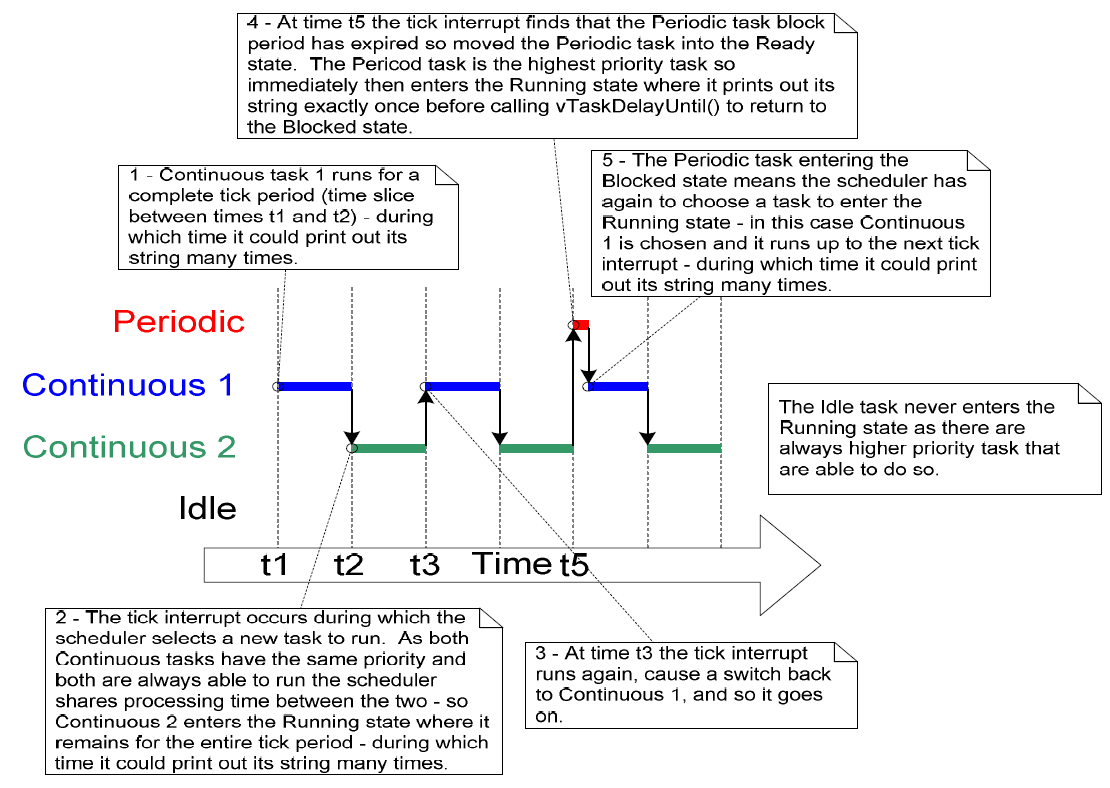 4 - At time t5 the tick interrupt finds that the Periodic task block
period has expired so moved the Periodic task into the Ready
state.  The Pericod task is the highest priority task so
immediately then enters the Running state where it prints out its
string exactly once before calling vTaskDelayUntil() to return to
the Blocked state.
1 - Continuous task 1 runs for a
complete tick period (time slice
between times t1 and t2) - during
which time it could print out its
string many times.
5 - The Periodic task entering the
Blocked state means the scheduler has
again to choose a task to enter the
Running state - in this case Continuous
1 is chosen and it runs up to the next tick
interrupt - during which time it could print
out its string many times.
Periodic
Continuous 1
Continuous 2
Idle
The Idle task never enters the
Running state as there are
always higher priority task that
are able to do so.
t1 t2 t3 Time t5
2 - The tick interrupt occurs during which the
scheduler selects a new task to run.  As both
Continuous tasks have the same priority and
both are always able to run the scheduler
shares processing time between the two - so
Continuous 2 enters the Running state where it
remains for the entire tick period - during which
time it could print out its string many times.
3 - At time t3 the tick interrupt
runs again, cause a switch back
to Continuous 1, and so it goes
on.